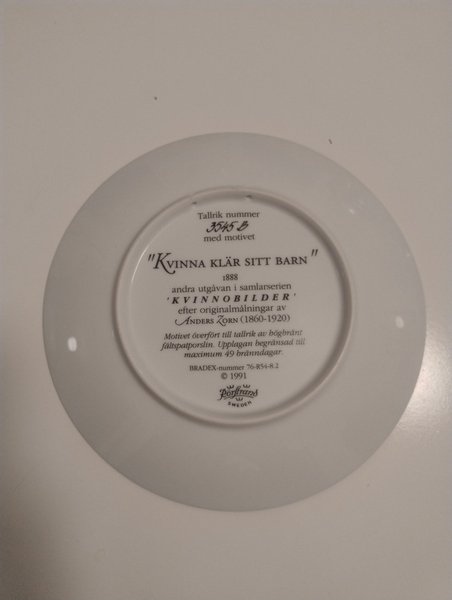 Tallrik nummer
3545 B
med motivet
"KVINNA KLÄR SITT BARN"
1888
andra utgåvan i samlarserien
'KVINNOBILDER'
efter originalmålningar av
ANDERS ZORN (1860-1920)
Motivet överfört till tallrik av högbränt
fältspatporslin. Upplagan begränsad till
maximum 49 bränndagar.
BRADEX-nummer 76-R54-8.2
© 1991
Porsgrund
SWEDEN